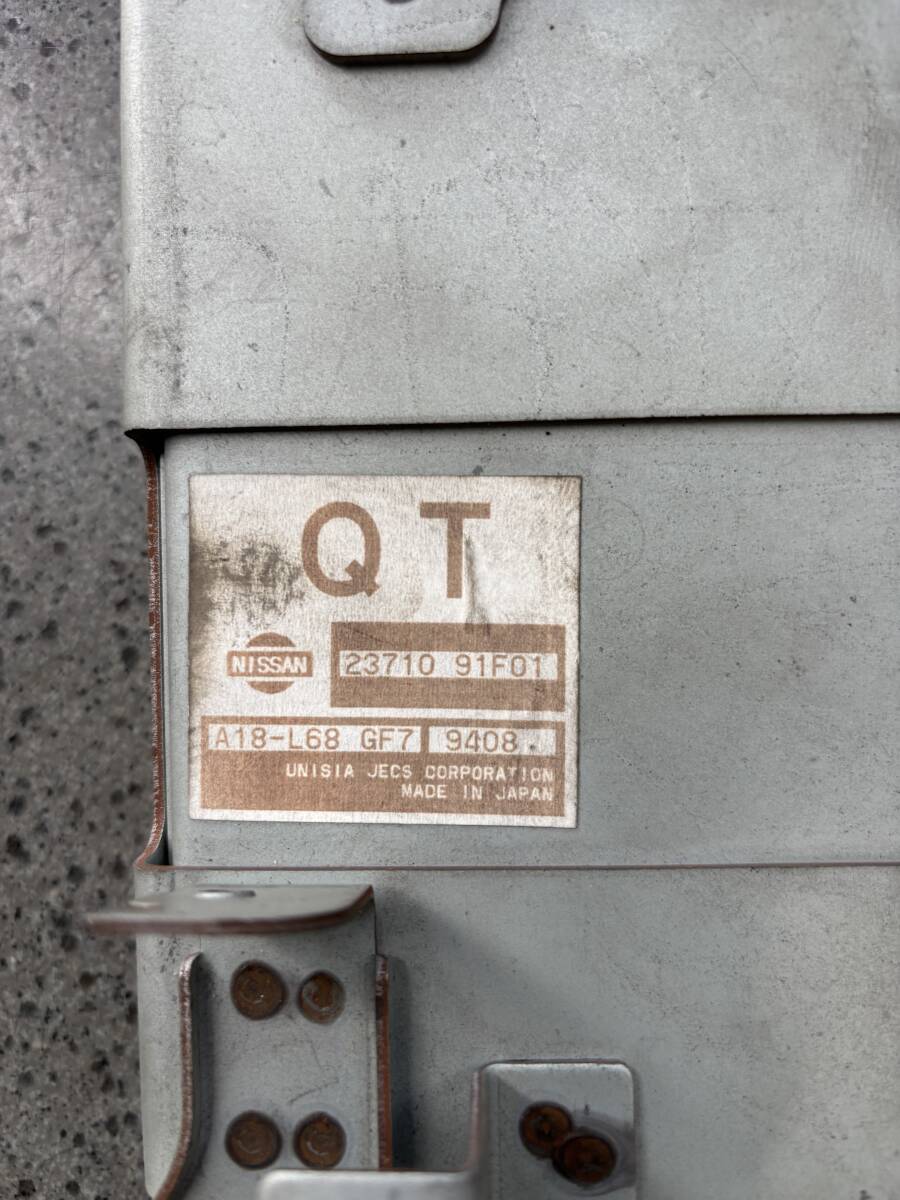 QT
NISSAN
23710 91F01
A18-L68 GF7 9408
UNISIA JECS CORPORATION
MADE IN JAPAN